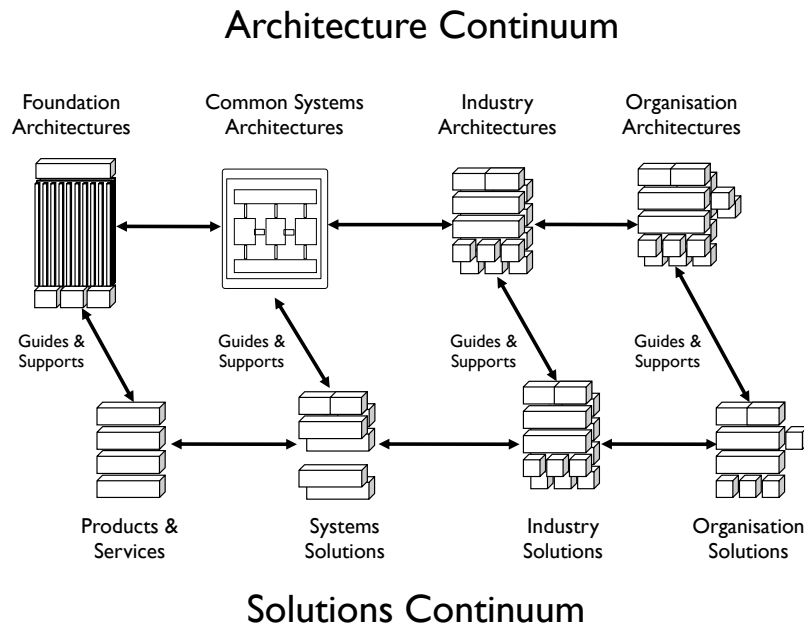 Architecture Continuum
Foundation
Architectures
Common Systems
Architectures
Industry
Architectures
Organisation
Architectures
Guides &
Supports
Guides &
Supports
Guides &
Supports
Guides &
Supports
Products &
Services
Systems
Solutions
Industry
Solutions
Organisation
Solutions
Solutions Continuum